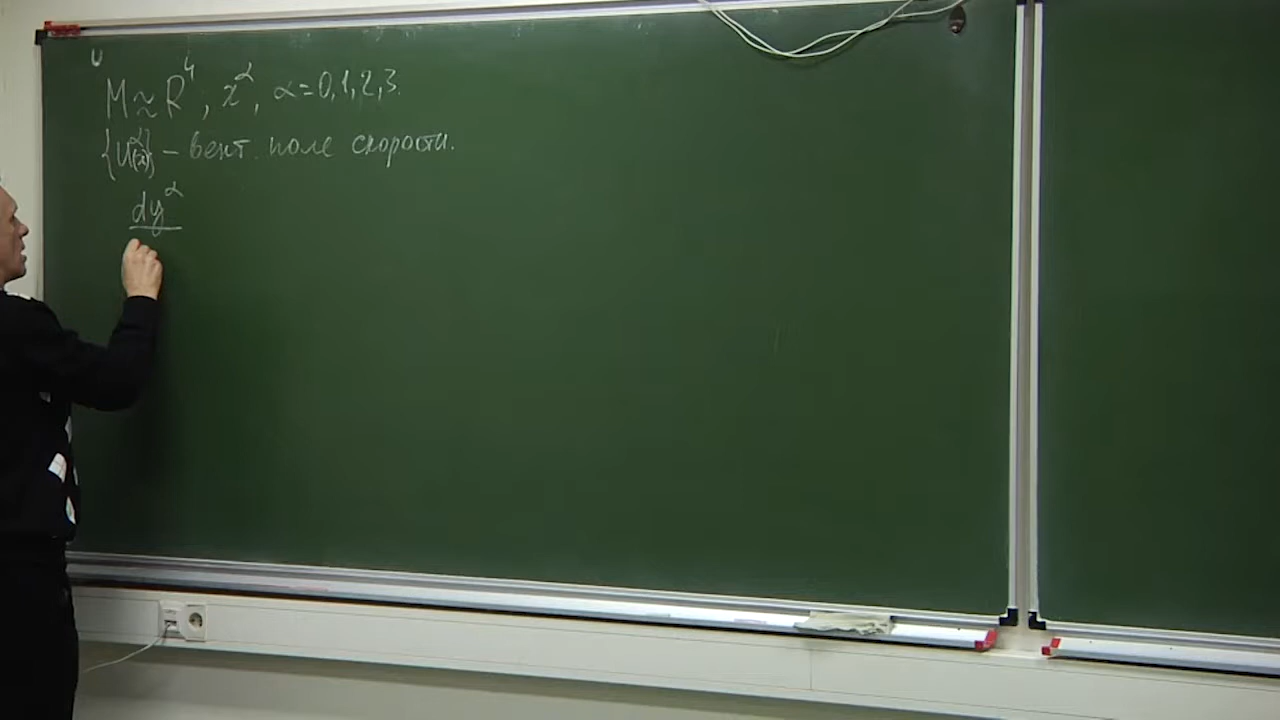 M ≈ R⁴, x^α, α = 0,1,2,3.
{u^α(x)} – вект. поле скорости.
dy^α